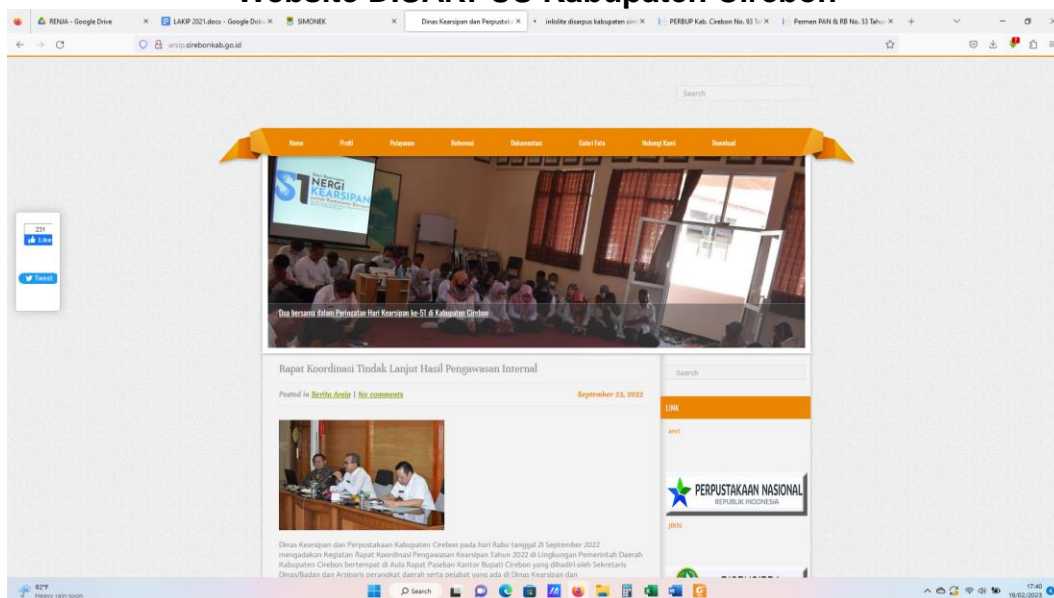 Website DISARPUS Kabupaten Cirebon
RENJA - Google Drive
LAKIP 2021.docx - Google Do
SIMONEK
Dinas Kearsipan dan Perpustak
inlislite diserpus kabupaten cire
PERBUP Kab. Cirebon No. 93 T
Permen PAN & RB No. 53 Tahu
arsip.cirebonkab.go.id
Search
Home Profil Pelayanan Referensi Dokumentasi Galeri Foto Hubungi Kami Download
Hari Kearsipan
SINERGI
KEARSIPAN
231
Like
Tweet
Doa bersama dalam Peringatan Hari Kearsipan ke-51 di Kabupaten Cirebon
Rapat Koordinasi Tindak Lanjut Hasil Pengawasan Internal
Posted in Berita Arsip | No comments
September 23, 2022
Search
LINK
anri
PERPUSTAKAAN NASIONAL
REPUBLIK INDONESIA
JIKN
Dinas Kearsipan dan Perpustakaan Kabupaten Cirebon pada hari Rabu tanggal 21 September 2022
mengadakan Kegiatan Rapat Koordinasi Pengawasan Kearsipan Tahun 2022 di Lingkungan Pemerintah Daerah
Kabupaten Cirebon bertempat di Aula Rapat Paseban Kantor Bupati Cirebon yang dihadiri oleh Sekretaris
Dinas/Badan dan Arsiparis perangkat daerah serta pejabat yang ada di Dinas Kearsipan dan
82°F
Heavy rain soon
Search
17:40
19/02/2023